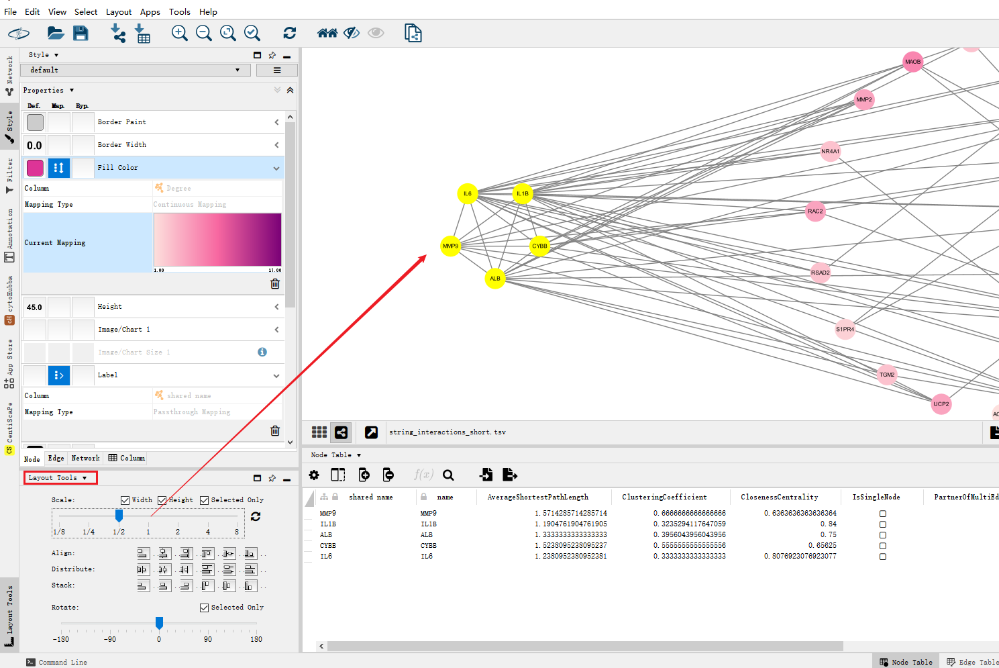 File Edit View Select Layout Apps Tools Help
Network
Style
Filter
Annotation
cytoHubba
cH
App Store
CentiScaPe
CS
Layout Tools
Style ▼
default ▼
Properties ▼
Def. Map. Byp.
Border Paint
0.0 Border Width
Fill Color
Column Degree
Mapping Type Continuous Mapping
Current Mapping
1.00 17.00
45.0 Height
Image/Chart 1
Image/Chart Size 1
Label
Column shared name
Mapping Type Passthrough Mapping
Node Edge Network Column
Layout Tools ▼
Scale: Width Height Selected Only
1/8 1/4 1/2 1 2 4 8
Align:
Distribute:
Stack:
Rotate: Selected Only
-180 -90 0 90 180
MAOB
MMP2
NR4A1
IL6 IL1B
RAC2
MMP9 CYBB
RSAD2
ALB
S1PR4
TGM2
UCP2
string_interactions_short.tsv
Node Table ▼
f(x)
shared name name AverageShortestPathLength ClusteringCoefficient ClosenessCentrality IsSingleNode PartnerOfMultiEd
MMP9 MMP9 1.5714285714285714 0.6666666666666666 0.6363636363636364
IL1B IL1B 1.1904761904761905 0.3235294117647059 0.84
ALB ALB 1.3333333333333333 0.3956043956043956 0.75
CYBB CYBB 1.5238095238095237 0.5555555555555556 0.65625
IL6 IL6 1.2380952380952381 0.3333333333333333 0.8076923076923077
Command Line Node Table Edge Table